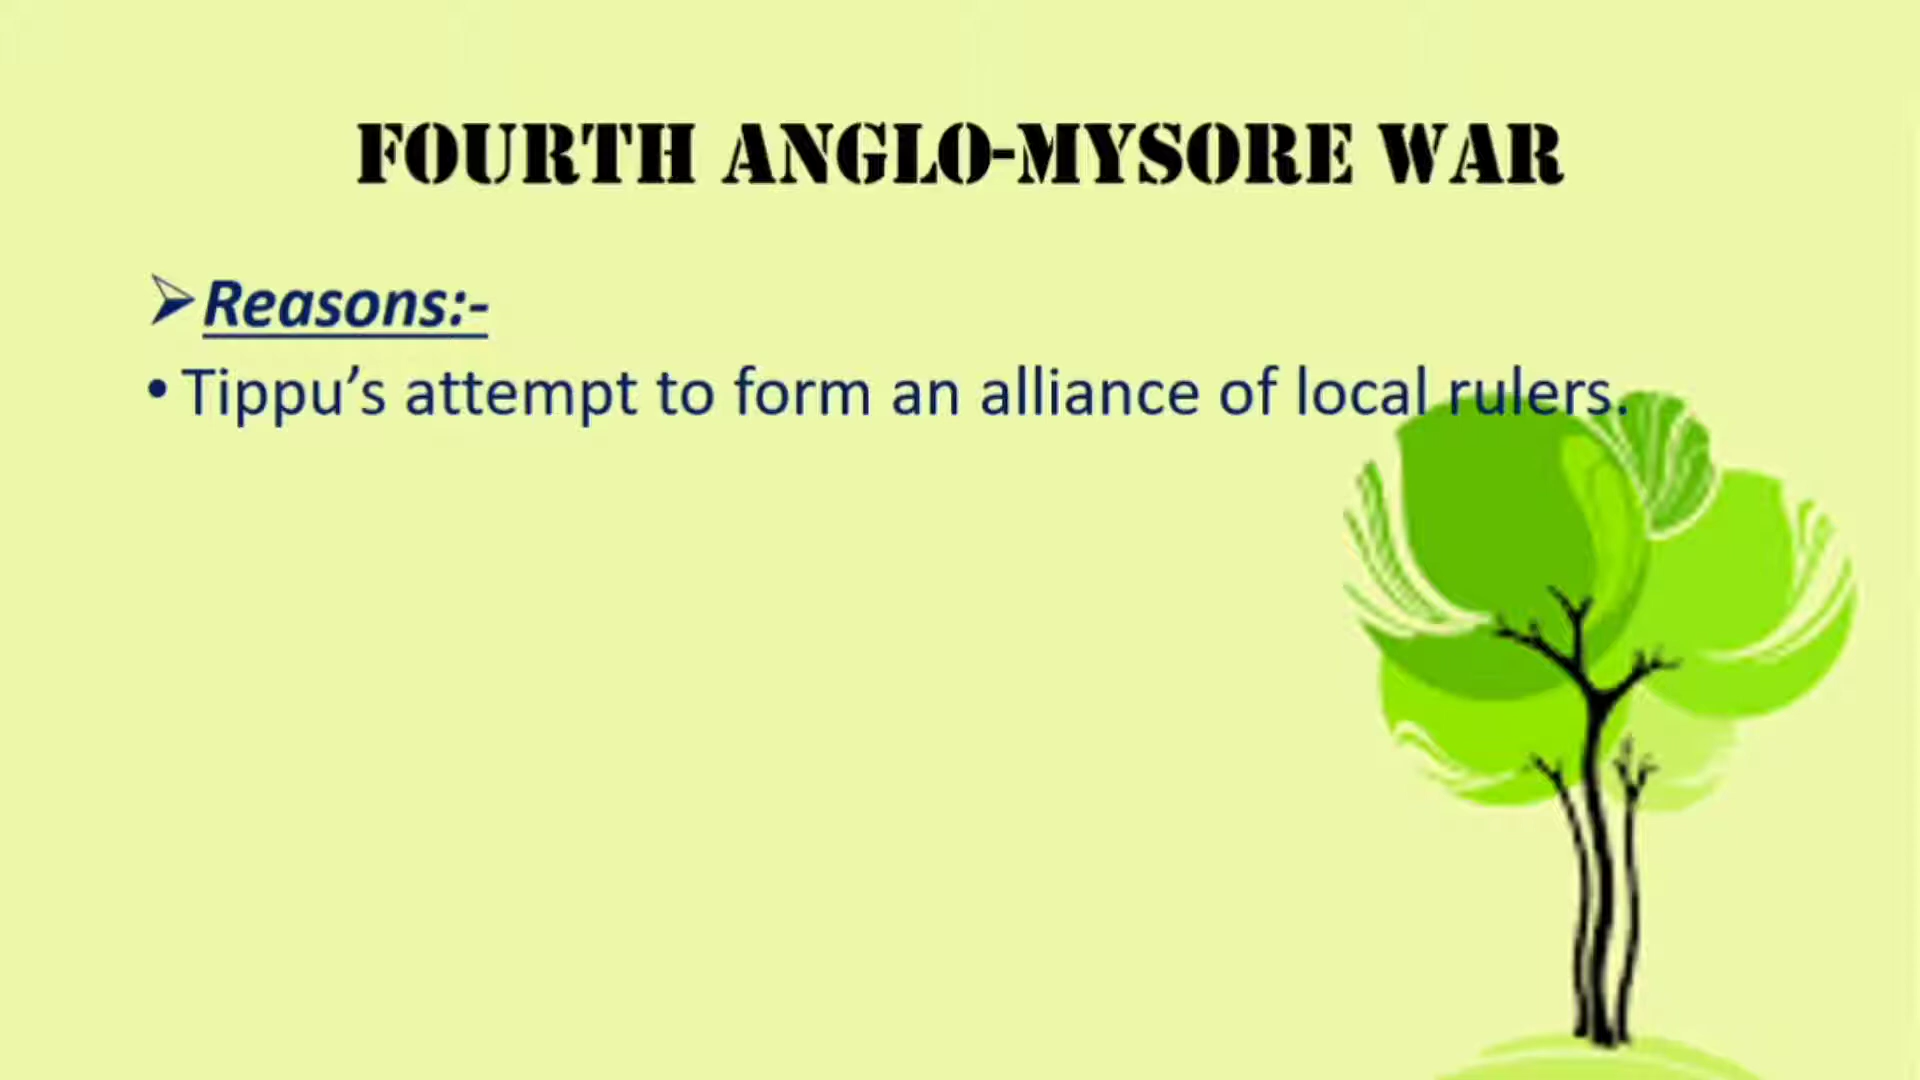 FOURTH ANGLO-MYSORE WAR
➢Reasons:-
• Tippu’s attempt to form an alliance of local rulers.